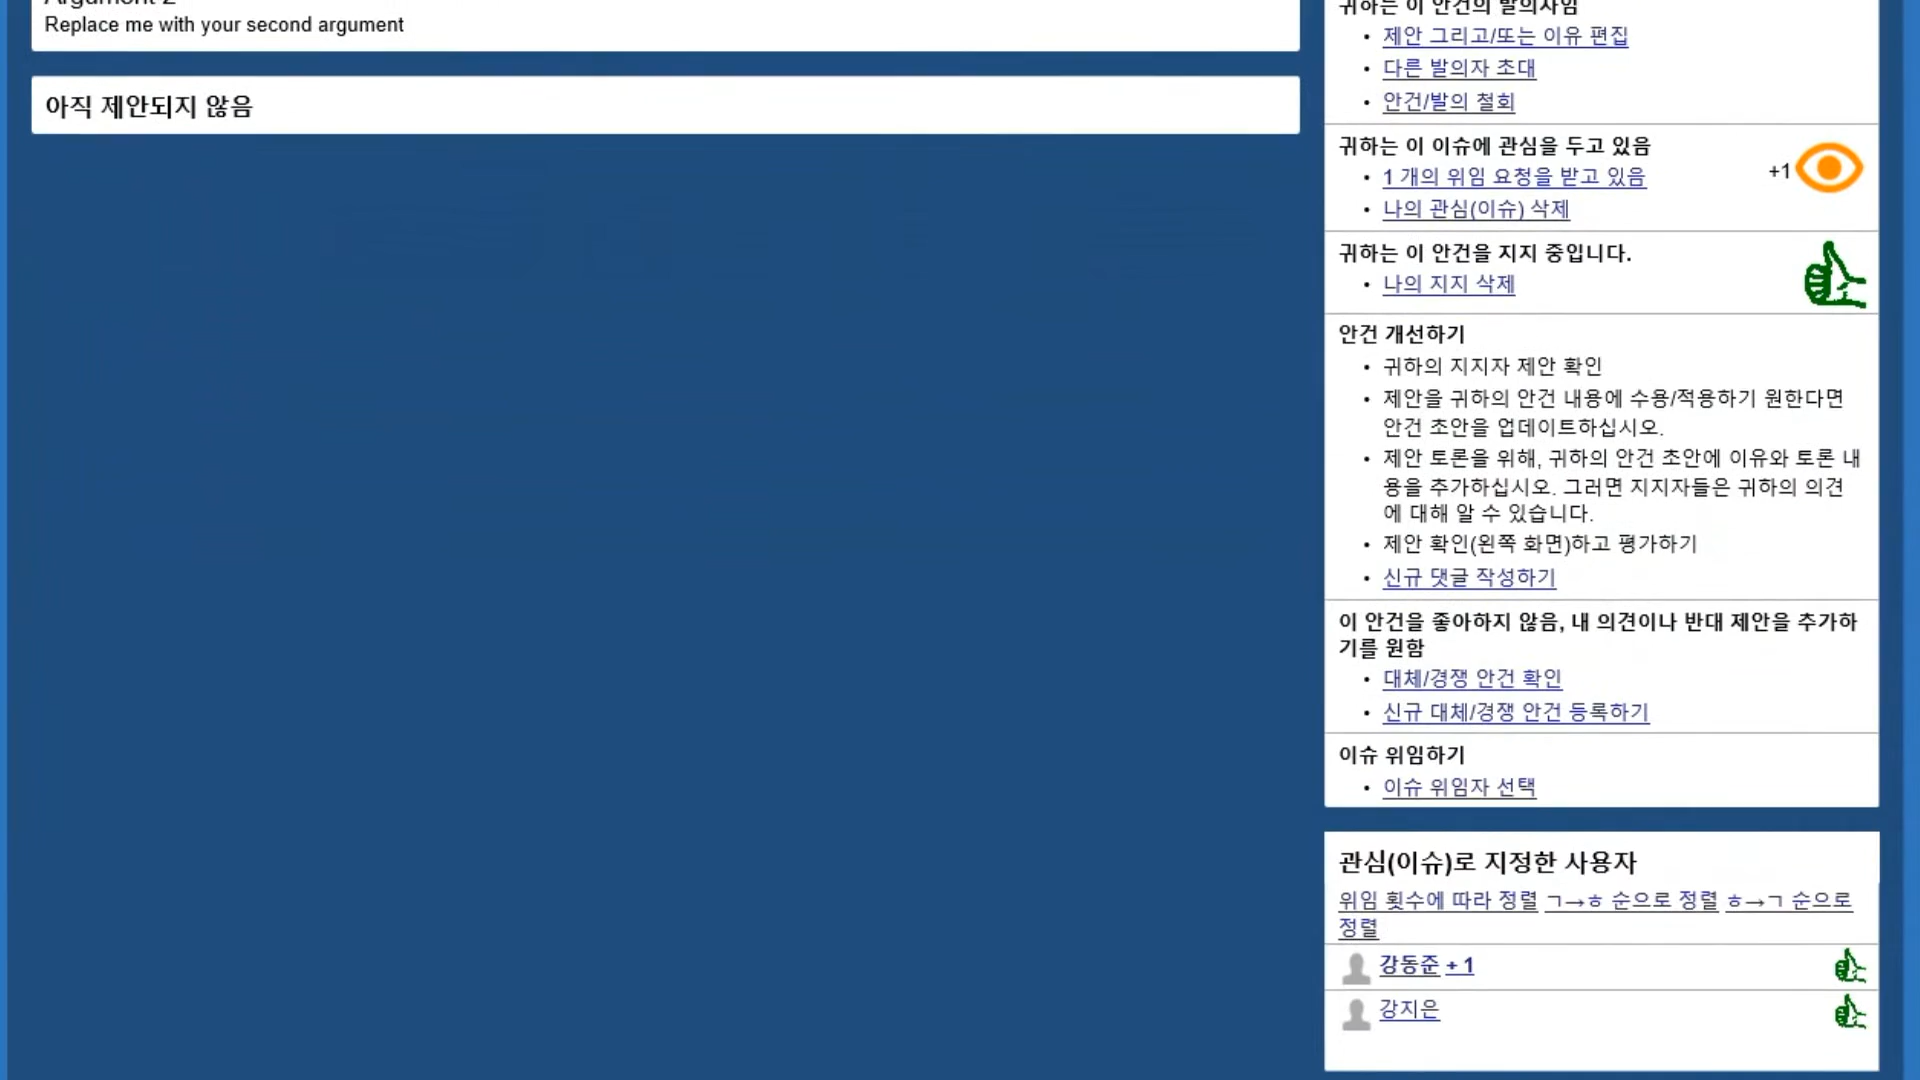 Argument 2
Replace me with your second argument
아직 제안되지 않음
귀하는 이 안건의 발의자임
제안 그리고/또는 이유 편집
다른 발의자 초대
안건/발의 철회
귀하는 이 이슈에 관심을 두고 있음
+1
1 개의 위임 요청을 받고 있음
나의 관심(이슈) 삭제
귀하는 이 안건을 지지 중입니다.
나의 지지 삭제
안건 개선하기
귀하의 지지자 제안 확인
제안을 귀하의 안건 내용에 수용/적용하기 원한다면
안건 초안을 업데이트하십시오.
제안 토론을 위해, 귀하의 안건 초안에 이유와 토론 내
용을 추가하십시오. 그러면 지지자들은 귀하의 의견
에 대해 알 수 있습니다.
제안 확인(왼쪽 화면)하고 평가하기
신규 댓글 작성하기
이 안건을 좋아하지 않음, 내 의견이나 반대 제안을 추가하
기를 원함
대체/경쟁 안건 확인
신규 대체/경쟁 안건 등록하기
이슈 위임하기
이슈 위임자 선택
관심(이슈)로 지정한 사용자
위임 횟수에 따라 정렬 ㄱ→ㅎ 순으로 정렬 ㅎ→ㄱ 순으로
정렬
강동준 + 1
강지은